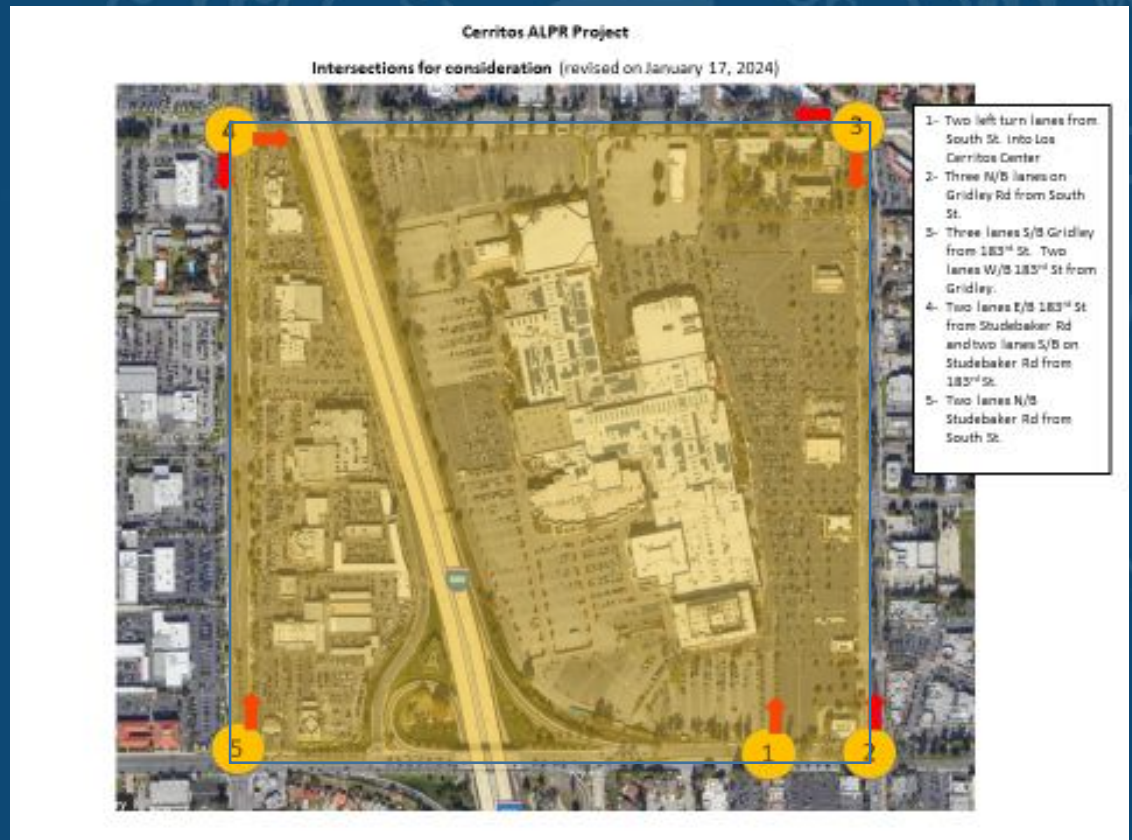 Cerritos ALPR Project
Intersections for consideration (revised on January 17, 2024)
4
3
1- Two left turn lanes from
South St. into Los
Cerritos Center
2- Three N/B lanes on
Gridley Rd from South
St.
3- Three lanes S/B Gridley
from 183rd St. Two
lanes W/B 183rd St from
Gridley.
4- Two lanes E/B 183rd St
from Studebaker Rd
and two lanes S/B on
Studebaker Rd from
183rd St.
5- Two lanes N/B
Studebaker Rd from
South St.
5
1
2